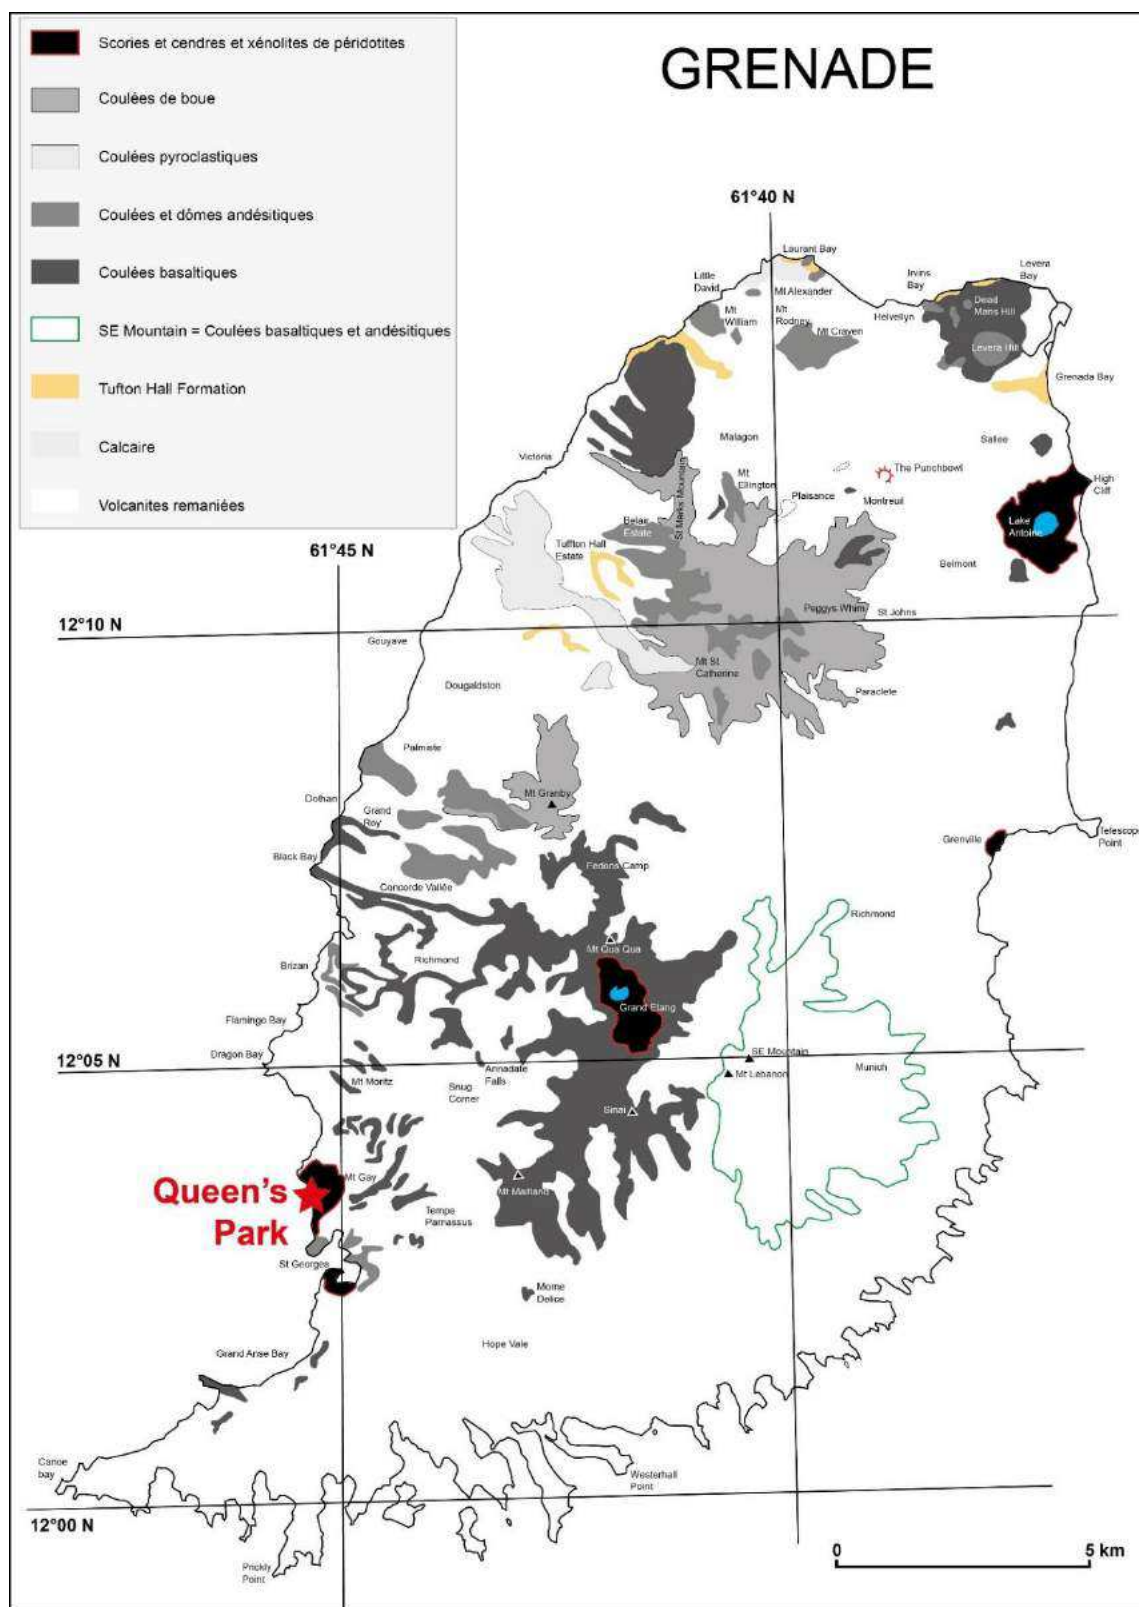 GRENADE
Scories et cendres et xénolites de péridotites
Coulées de boue
Coulées pyroclastiques
Coulées et dômes andésitiques
Coulées basaltiques
SE Mountain = Coulées basaltiques et andésitiques
Tufton Hall Formation
Calcaire
Volcanites remaniées
61°40 N
Laurant Bay
Levera
Bay
Irvins
Bay
Little
David
Mt Alexander
Dead
Mans Hill
Mt
William
Mt
Rodney
Helvellyn
Mt Craven
Levera Hill
Grenada Bay
Malagon
Sallee
Victoria
The Punchbowl
St Marks Mountain
Mt
Ellington
High
Cliff
Plaisance
Montreuil
Belair
Estate
Lake
Antoine
61°45 N
Tuffton Hall
Estate
Belmont
Peggys Whim
St Johns
12°10 N
Gouyave
Mt St
Catherine
Dougaldston
Paraclete
Palmiste
Mt Granby
Dothan
Grand
Roy
Telescope
Point
Grenville
Black Bay
Fedons Camp
Concorde Vallée
Richmond
Mt Qua Qua
Brizan
Richmond
Grand Etang
Flamingo Bay
12°05 N
Dragon Bay
SE Mountain
Mt Lebanon
Munich
Annadale
Falls
Mt Moritz
Snug
Corner
Sinai
Queen's
Park
Mt Gay
Mt Maitland
Tempe
Parnassus
St Georges
Morne
Delice
Hope Vale
Grand Anse Bay
Canoe
bay
Westerhall
Point
12°00 N
Prickly
Point
0
5 km